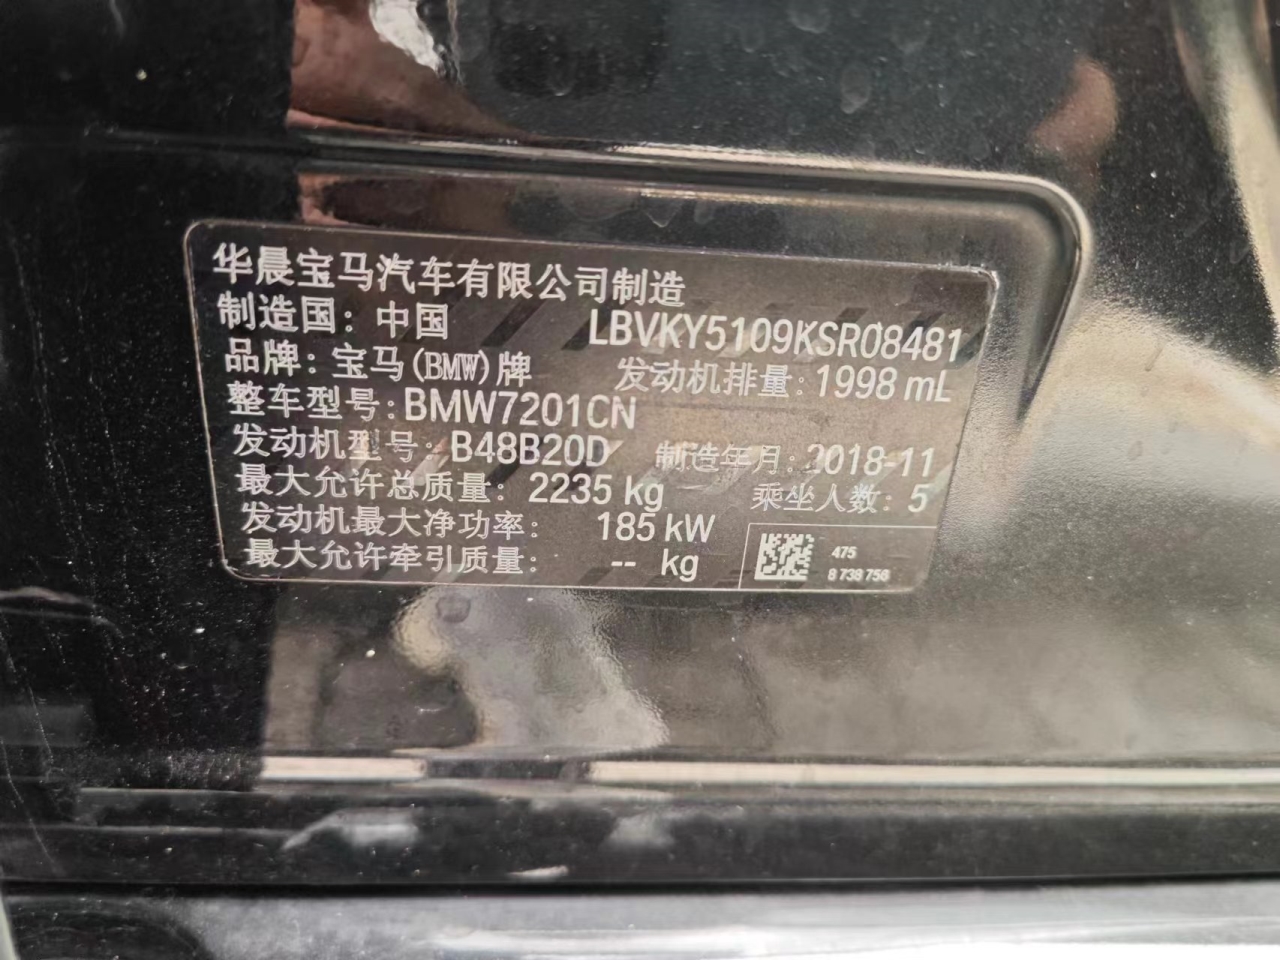 华晨宝马汽车有限公司制造
制造国：中国 LBVKY5109KSR08481
品牌：宝马(BMW)牌 发动机排量：1998 mL
整车型号：BMW7201CN
发动机型号：B48B20D 制造年月：2018-11
最大允许总质量：2235 kg 乘坐人数：5
发动机最大净功率：185 kW
最大允许牵引质量：-- kg
475
8 738 756